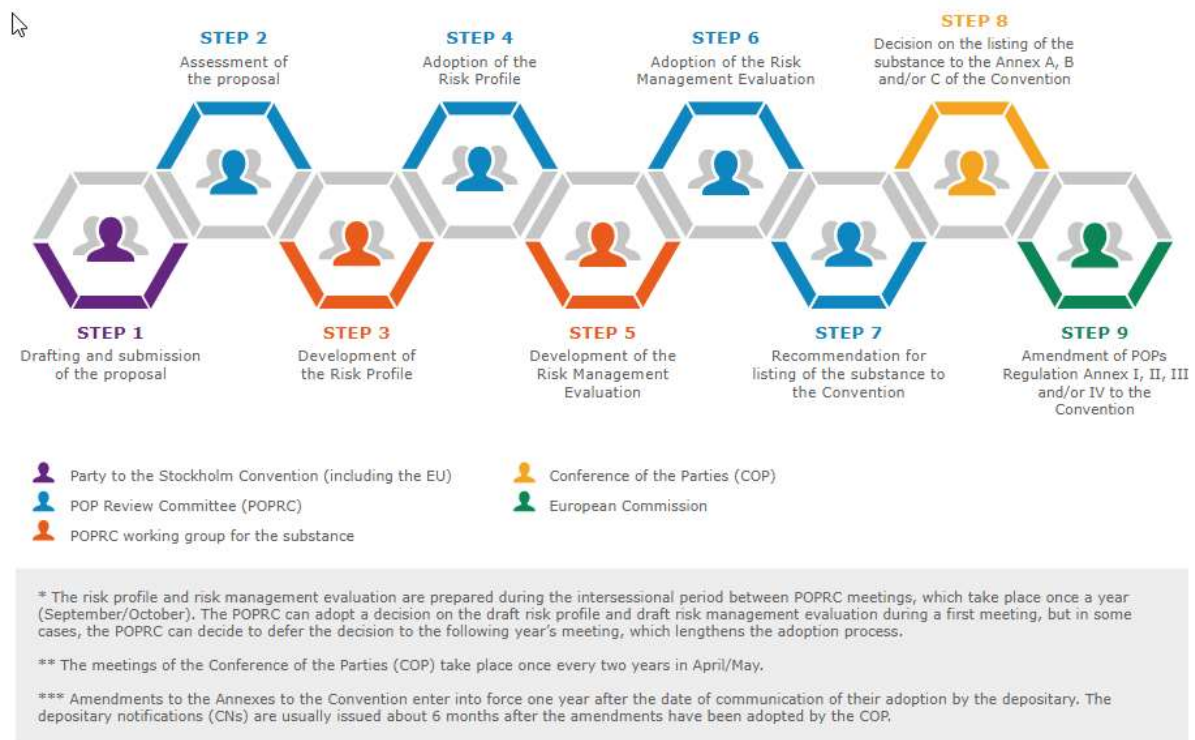 STEP 2
Assessment of
the proposal
STEP 4
Adoption of the
Risk Profile
STEP 6
Adoption of the Risk
Management Evaluation
STEP 8
Decision on the listing of the
substance to the Annex A, B
and/or C of the Convention
STEP 1
Drafting and submission
of the proposal
STEP 3
Development of
the Risk Profile
STEP 5
Development of the
Risk Management
Evaluation
STEP 7
Recommendation for
listing of the substance to
the Convention
STEP 9
Amendment of POPs
Regulation Annex I, II, III
and/or IV to the
Convention
Party to the Stockholm Convention (including the EU)
POP Review Committee (POPRC)
POPRC working group for the substance
Conference of the Parties (COP)
European Commission
* The risk profile and risk management evaluation are prepared during the intersessional period between POPRC meetings, which take place once a year
(September/October). The POPRC can adopt a decision on the draft risk profile and draft risk management evaluation during a first meeting, but in some
cases, the POPRC can decide to defer the decision to the following year's meeting, which lengthens the adoption process.
** The meetings of the Conference of the Parties (COP) take place once every two years in April/May.
*** Amendments to the Annexes to the Convention enter into force one year after the date of communication of their adoption by the depositary. The
depositary notifications (CNs) are usually issued about 6 months after the amendments have been adopted by the COP.